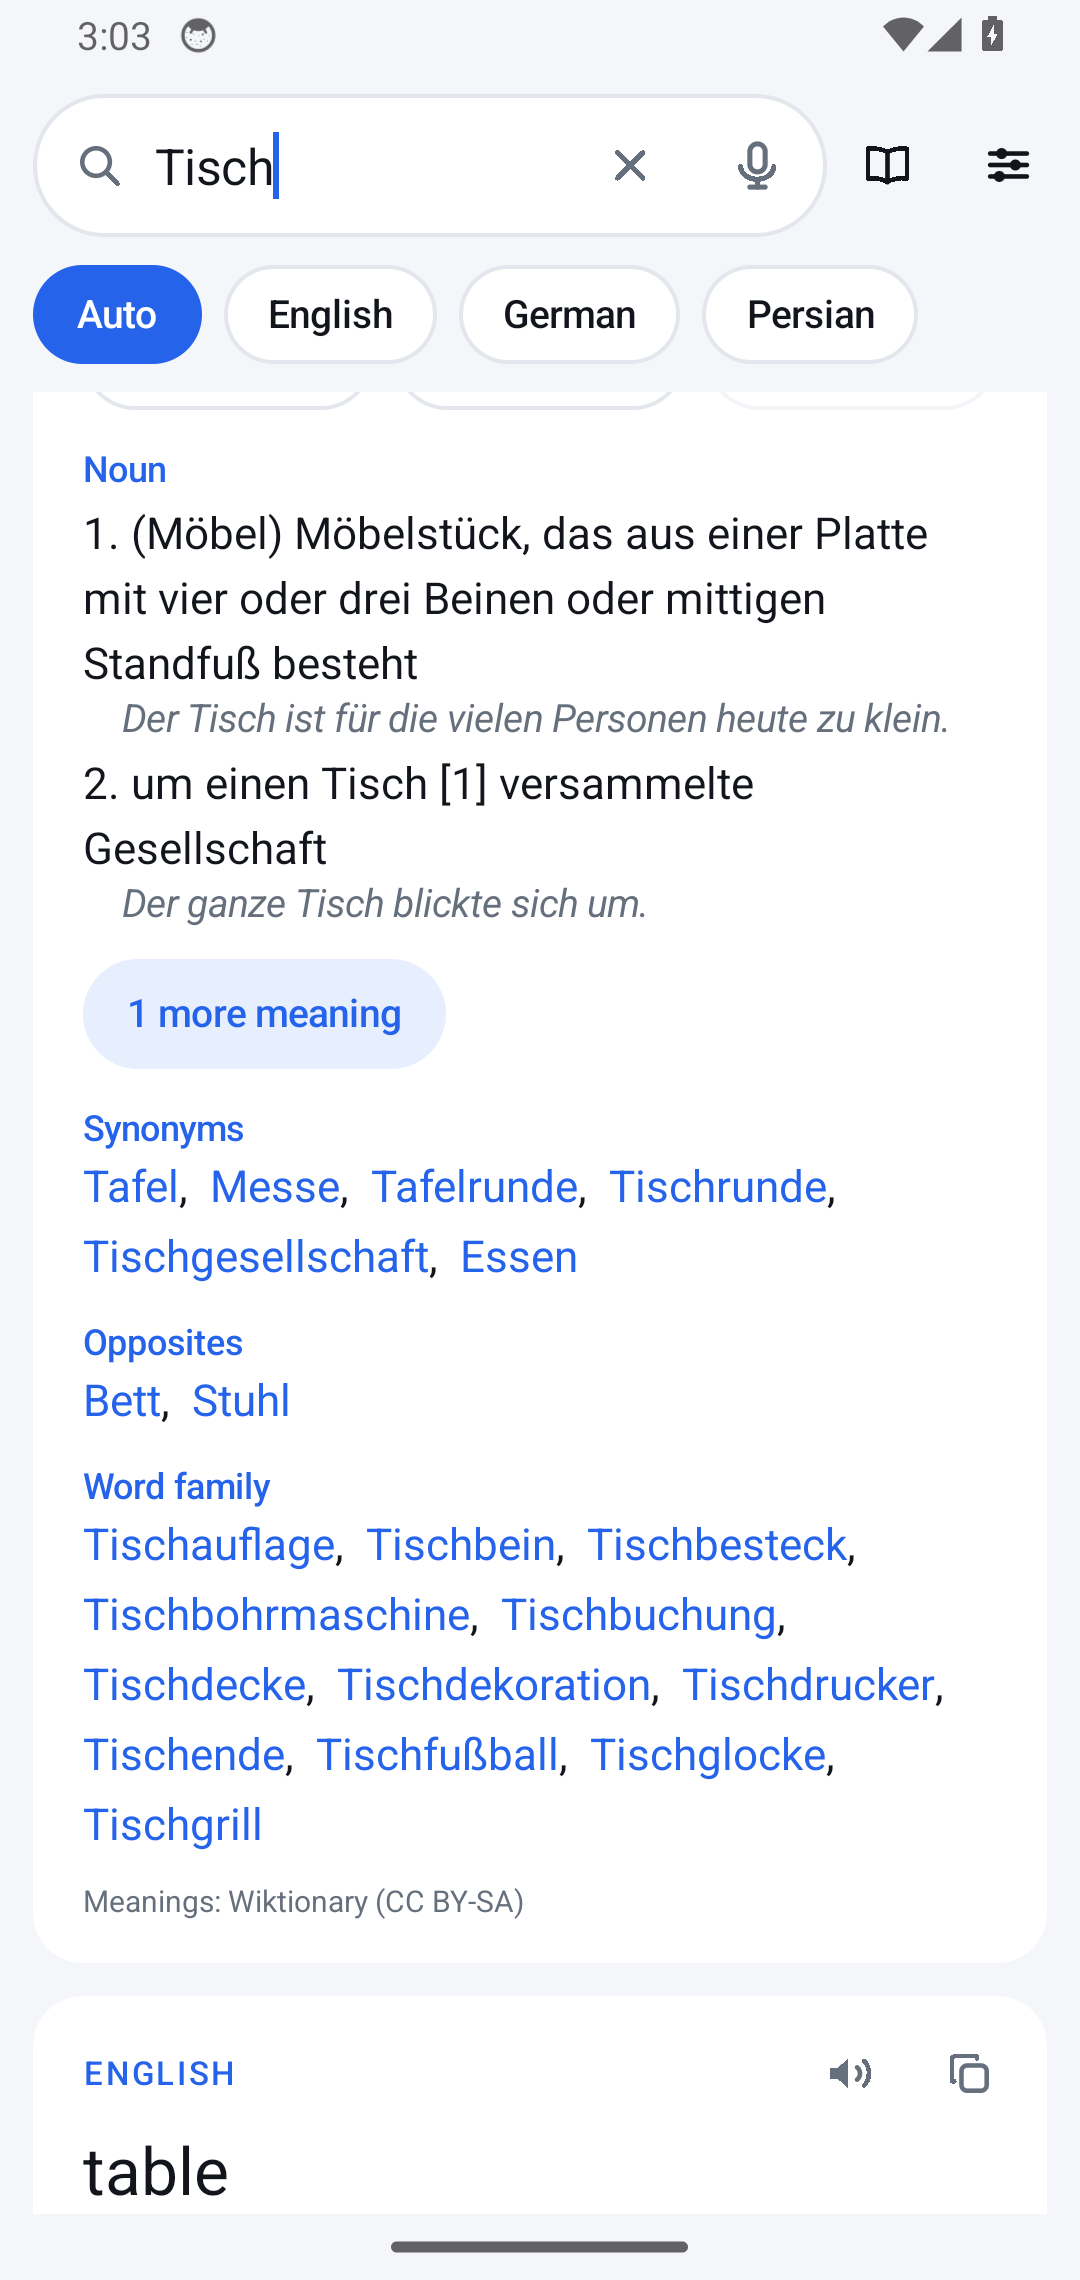 3:03
Tisch
Auto English German Persian
Noun
1. (Möbel) Möbelstück, das aus einer Platte
mit vier oder drei Beinen oder mittigen
Standfuß besteht
Der Tisch ist für die vielen Personen heute zu klein.
2. um einen Tisch [1] versammelte
Gesellschaft
Der ganze Tisch blickte sich um.
1 more meaning
Synonyms
Tafel, Messe, Tafelrunde, Tischrunde,
Tischgesellschaft, Essen
Opposites
Bett, Stuhl
Word family
Tischauflage, Tischbein, Tischbesteck,
Tischbohrmaschine, Tischbuchung,
Tischdecke, Tischdekoration, Tischdrucker,
Tischende, Tischfußball, Tischglocke,
Tischgrill
Meanings: Wiktionary (CC BY-SA)
ENGLISH
table